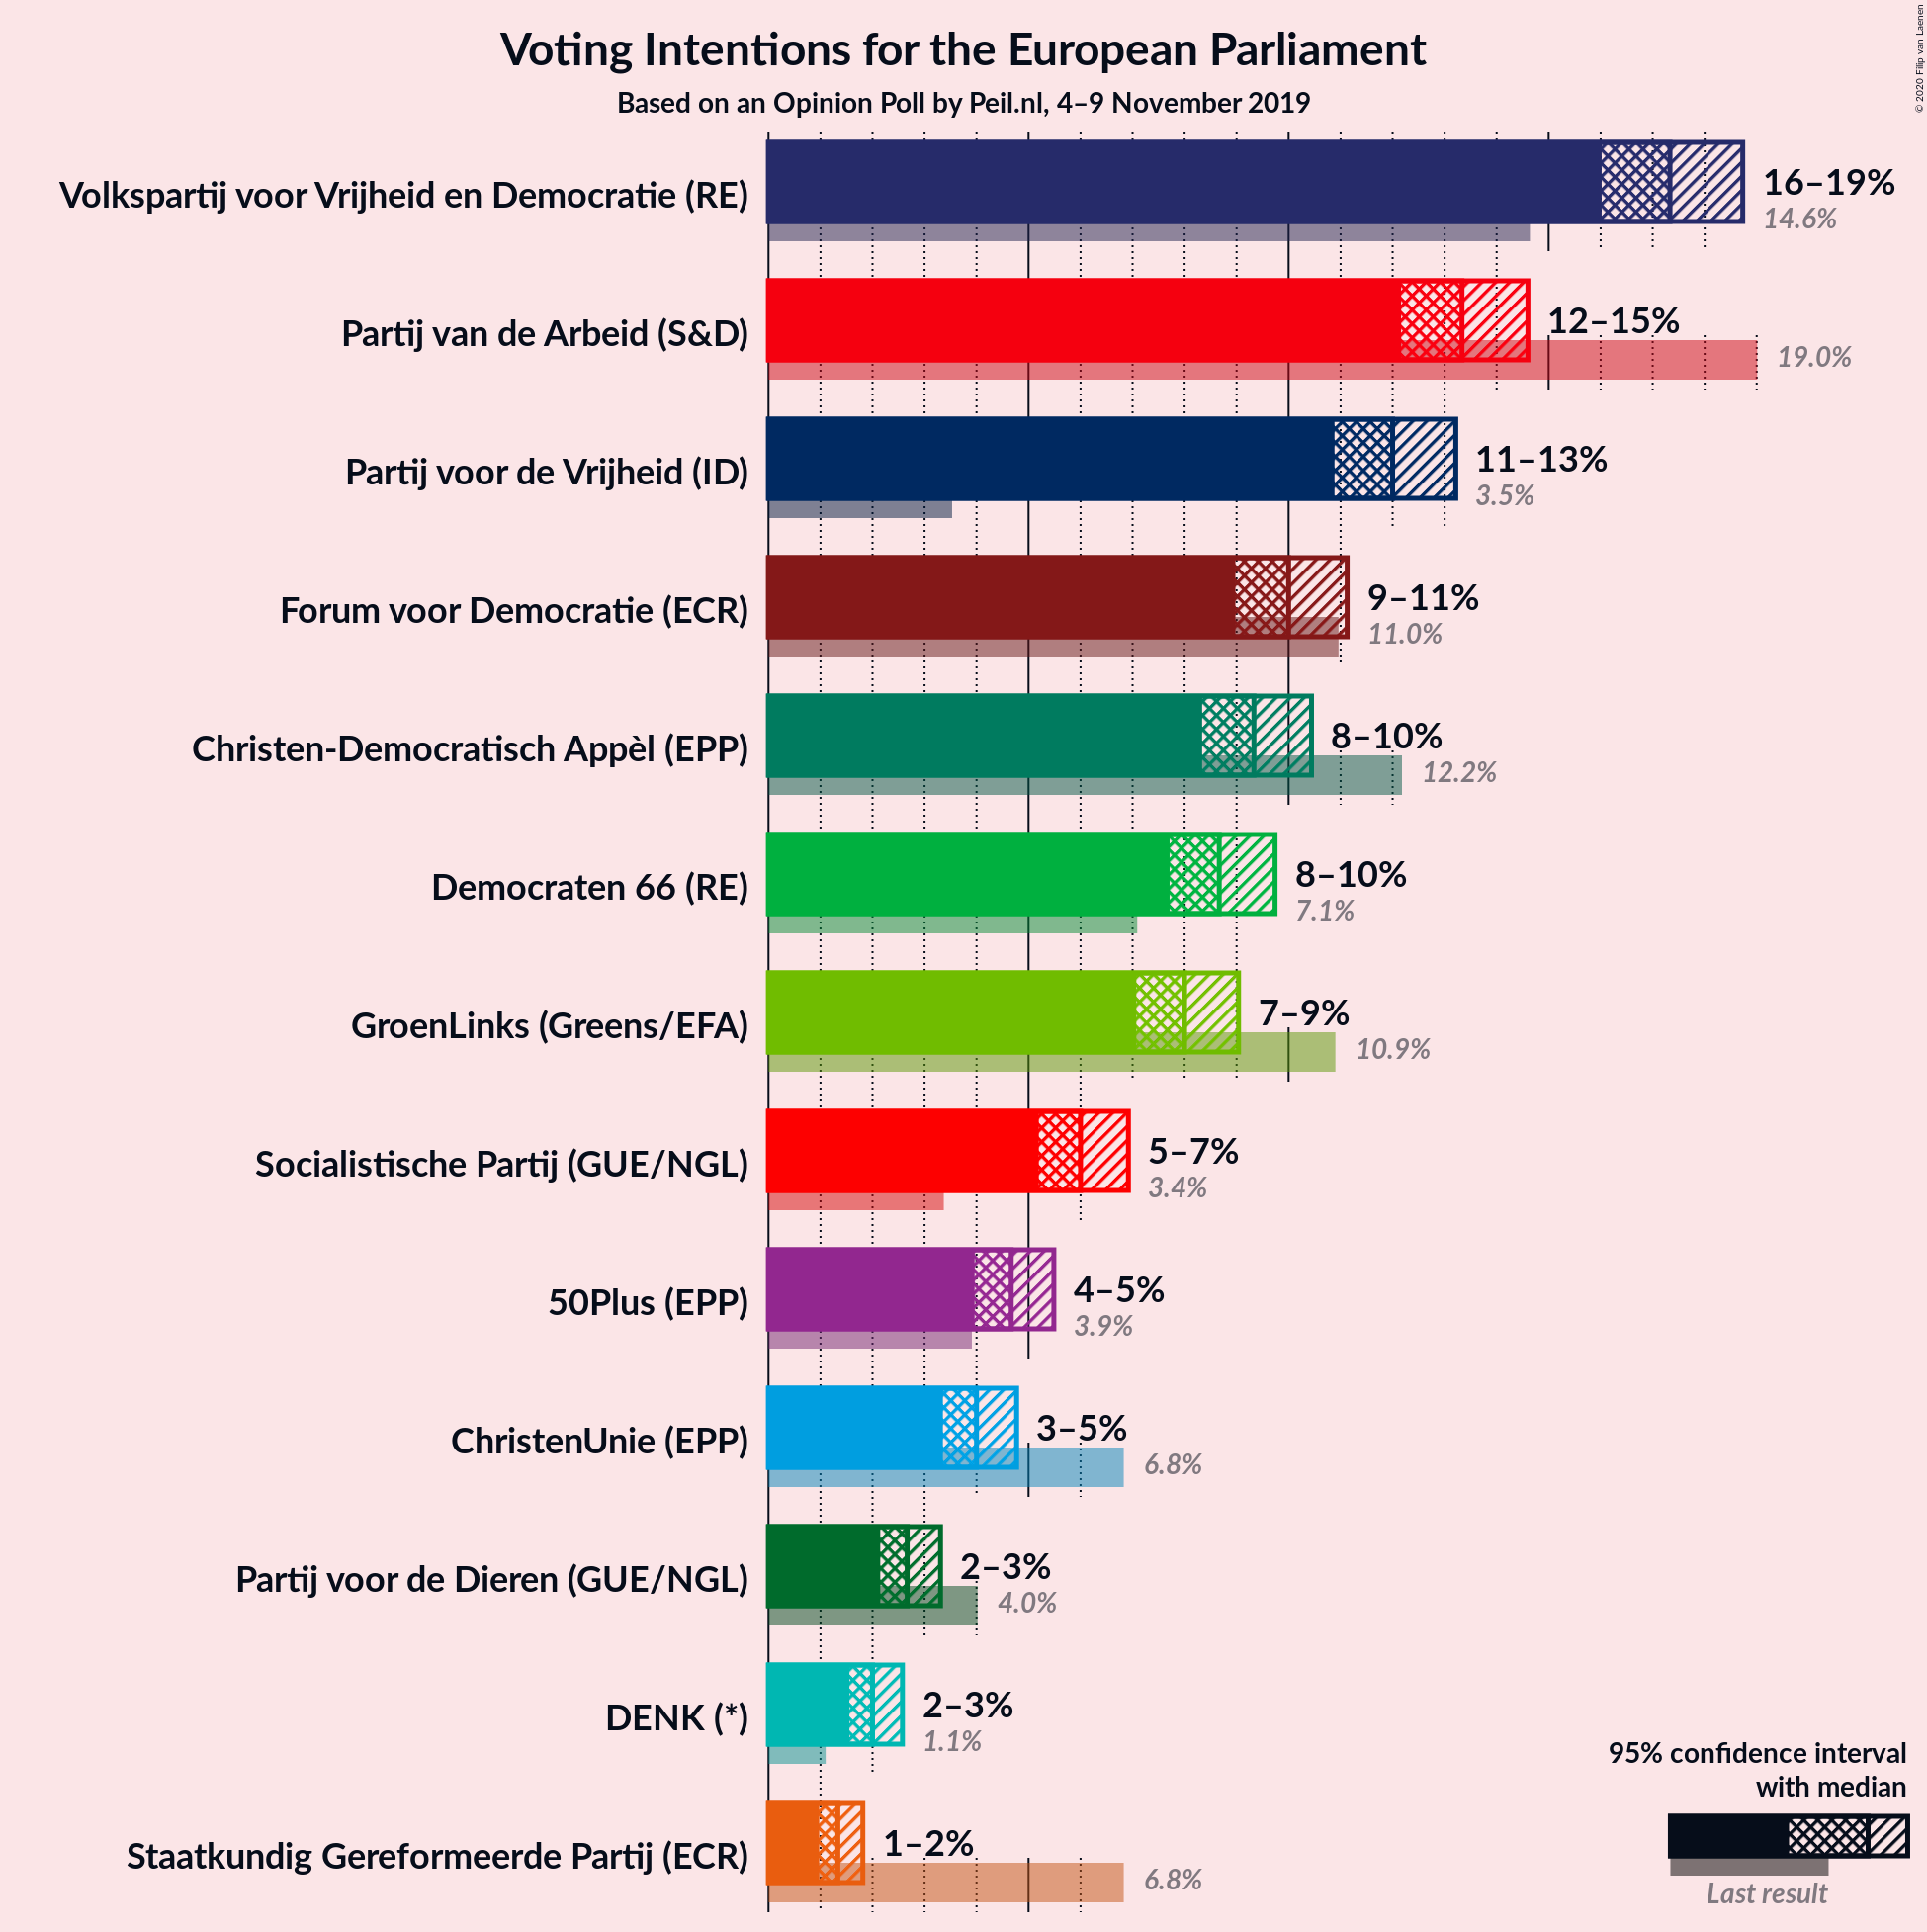 Voting Intentions for the European Parliament
Based on an Opinion Poll by Peil.nl, 4–9 November 2019
© 2020 Filip van Laenen
Volkspartij voor Vrijheid en Democratie (RE)
16–19%
14.6%
Partij van de Arbeid (S&D)
12–15%
19.0%
Partij voor de Vrijheid (ID)
11–13%
3.5%
Forum voor Democratie (ECR)
9–11%
11.0%
Christen-Democratisch Appèl (EPP)
8–10%
12.2%
Democraten 66 (RE)
8–10%
7.1%
GroenLinks (Greens/EFA)
7–9%
10.9%
Socialistische Partij (GUE/NGL)
5–7%
3.4%
50Plus (EPP)
4–5%
3.9%
ChristenUnie (EPP)
3–5%
6.8%
Partij voor de Dieren (GUE/NGL)
2–3%
4.0%
DENK (*)
2–3%
1.1%
Staatkundig Gereformeerde Partij (ECR)
1–2%
6.8%
95% confidence interval
with median
Last result